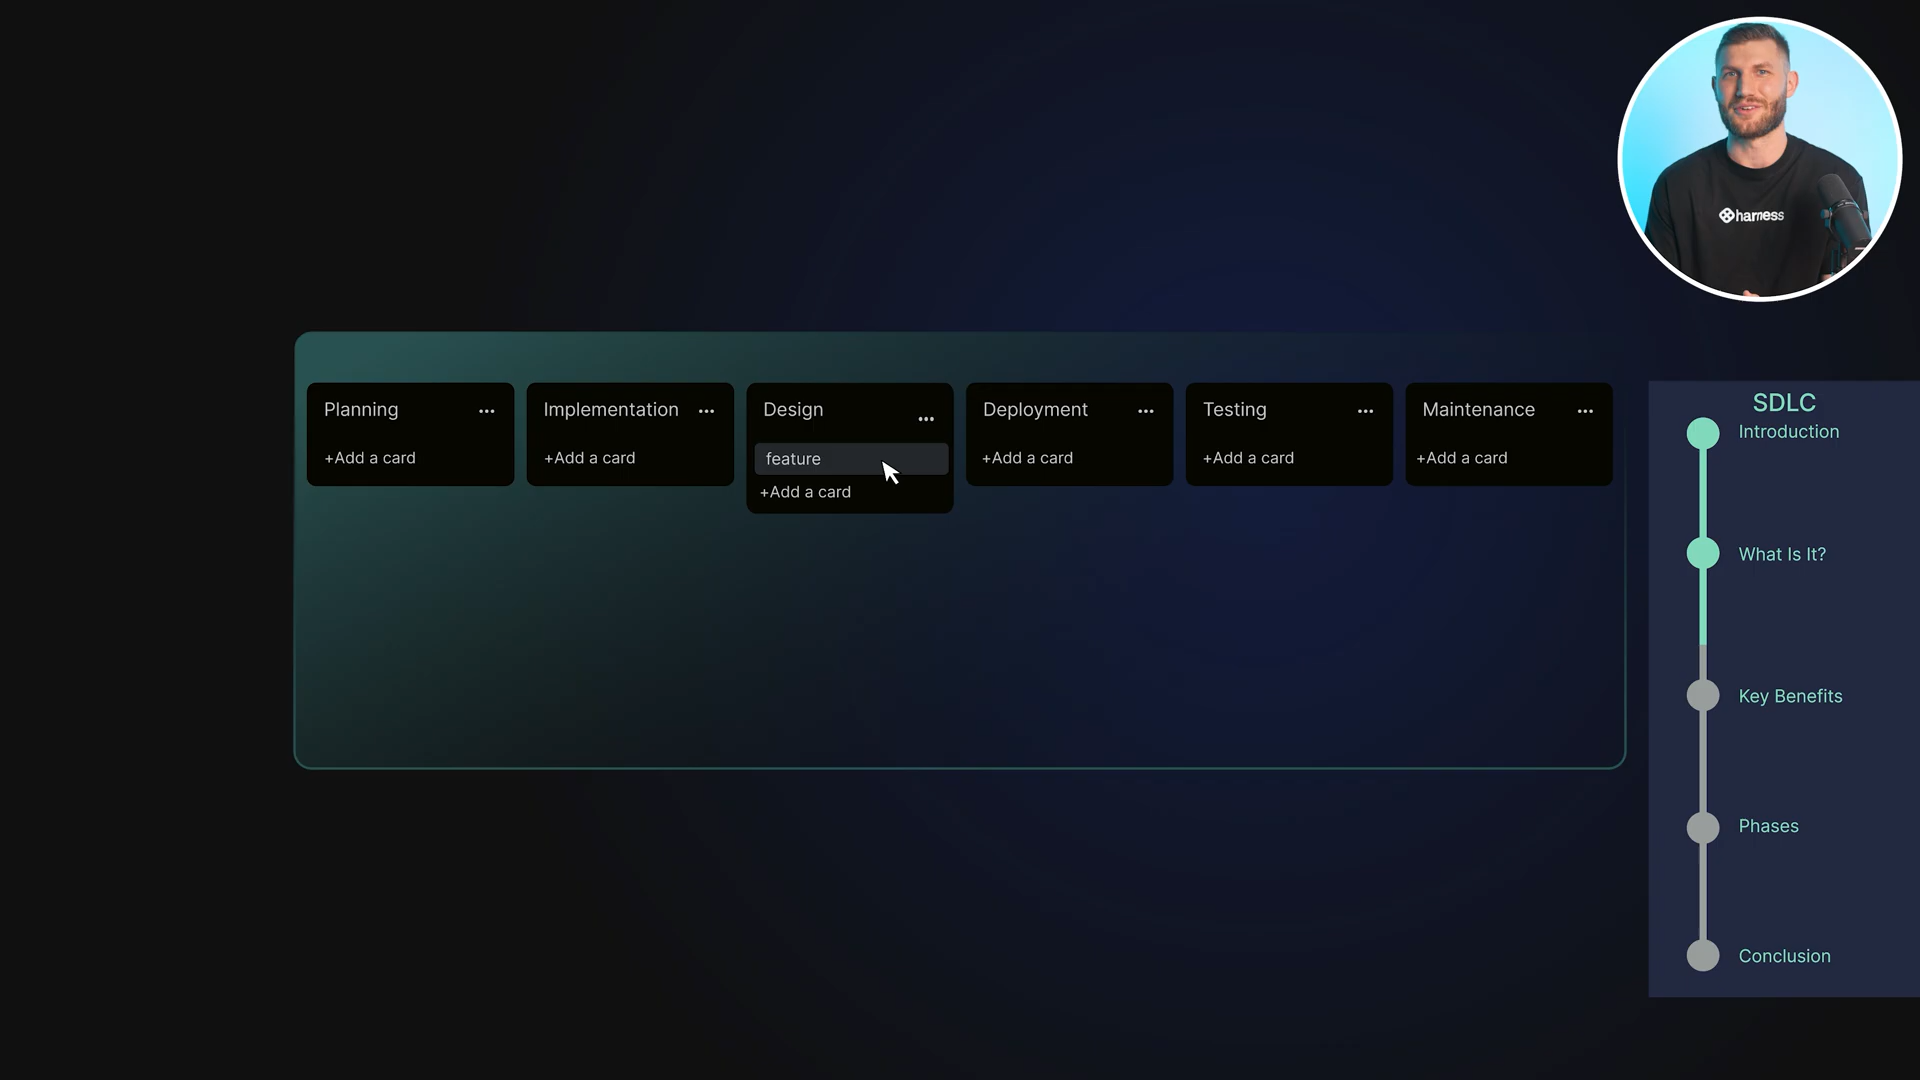 harness
Planning ...
+Add a card
Implementation ...
+Add a card
Design ...
feature
+Add a card
Deployment ...
+Add a card
Testing ...
+Add a card
Maintenance ...
+Add a card
SDLC
Introduction
What Is It?
Key Benefits
Phases
Conclusion